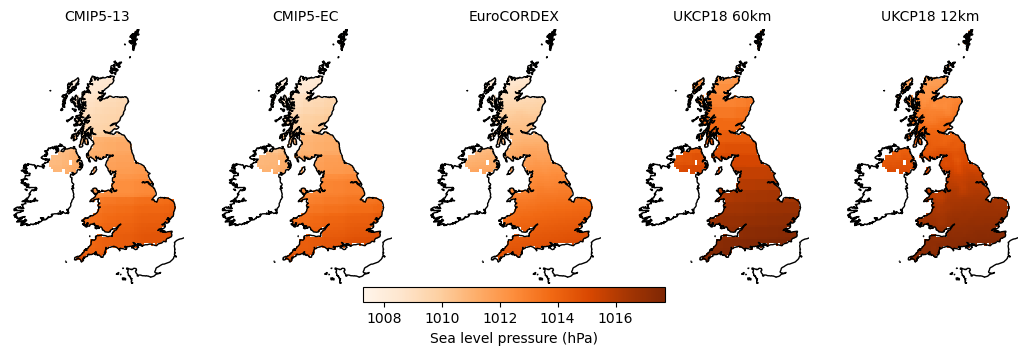 CMIP5-13
CMIP5-EC
EuroCORDEX
UKCP18 60km
UKCP18 12km
1008 1010 1012 1014 1016
Sea level pressure (hPa)